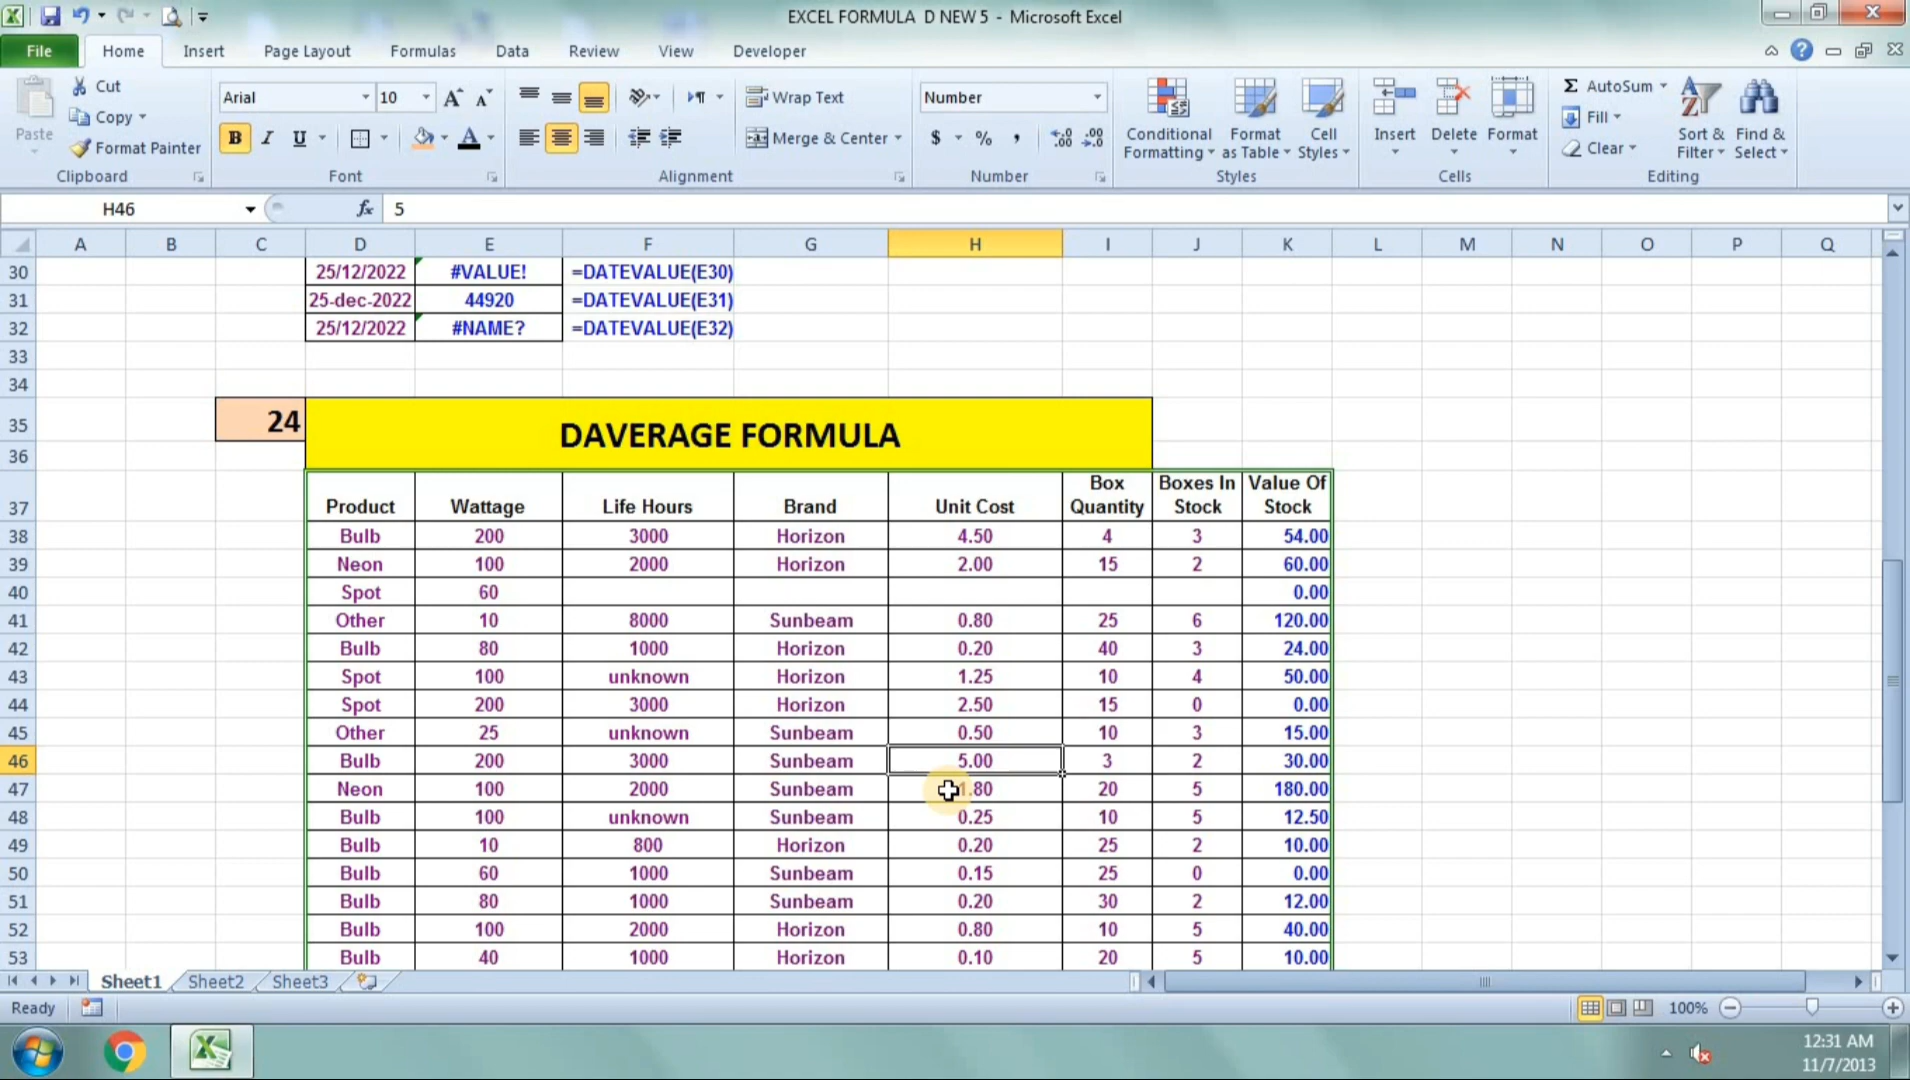 EXCEL FORMULA D NEW 5 - Microsoft Excel
File Home Insert Page Layout Formulas Data Review View Developer
Paste
Cut
Copy
Format Painter
Clipboard
Arial 10
B I U
Font
Wrap Text
Merge & Center
Alignment
Number
$ % ,
Number
Conditional Formatting
Format as Table
Cell Styles
Styles
Insert Delete Format
Cells
Σ AutoSum
Fill
Clear
Sort & Filter
Find & Select
Editing
H46 fx 5
A B C D E F G H I J K L M N O P Q
30 25/12/2022 #VALUE! =DATEVALUE(E30)
31 25-dec-2022 44920 =DATEVALUE(E31)
32 25/12/2022 #NAME? =DATEVALUE(E32)
33
34
35 24 DAVERAGE FORMULA
36
37 Product Wattage Life Hours Brand Unit Cost Box Quantity Boxes In Stock Value Of Stock
38 Bulb 200 3000 Horizon 4.50 4 3 54.00
39 Neon 100 2000 Horizon 2.00 15 2 60.00
40 Spot 60 0.00
41 Other 10 8000 Sunbeam 0.80 25 6 120.00
42 Bulb 80 1000 Horizon 0.20 40 3 24.00
43 Spot 100 unknown Horizon 1.25 10 4 50.00
44 Spot 200 3000 Horizon 2.50 15 0 0.00
45 Other 25 unknown Sunbeam 0.50 10 3 15.00
46 Bulb 200 3000 Sunbeam 5.00 3 2 30.00
47 Neon 100 2000 Sunbeam 1.80 20 5 180.00
48 Bulb 100 unknown Sunbeam 0.25 10 5 12.50
49 Bulb 10 800 Horizon 0.20 25 2 10.00
50 Bulb 60 1000 Sunbeam 0.15 25 0 0.00
51 Bulb 80 1000 Sunbeam 0.20 30 2 12.00
52 Bulb 100 2000 Horizon 0.80 10 5 40.00
53 Bulb 40 1000 Horizon 0.10 20 5 10.00
Sheet1 Sheet2 Sheet3
Ready 100%
12:31 AM
11/7/2013